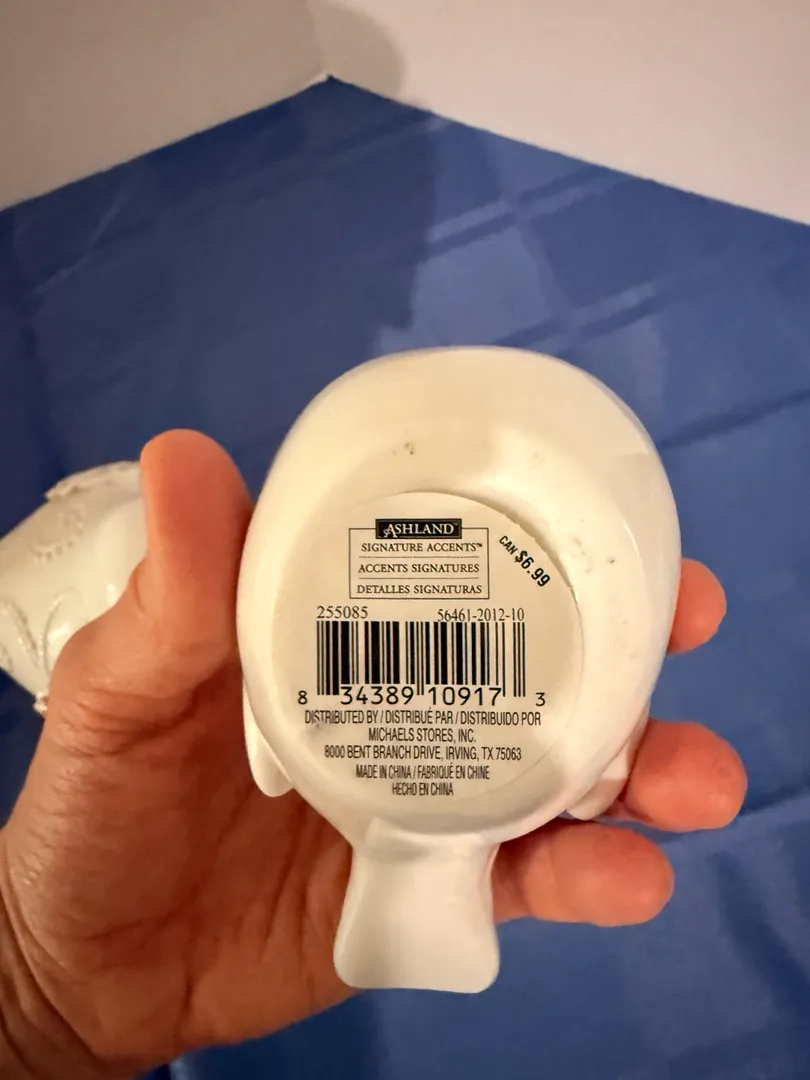 ASHLAND™
SIGNATURE ACCENTS™
ACCENTS SIGNATURES
DETALLES SIGNATURAS
CAN $6.99
255085 56461-2012-10
8 34389 10917 3
DISTRIBUTED BY / DISTRIBUÉ PAR / DISTRIBUIDO POR
MICHAELS STORES, INC.
8000 BENT BRANCH DRIVE, IRVING, TX 75063
MADE IN CHINA / FABRIQUÉ EN CHINE
HECHO EN CHINA